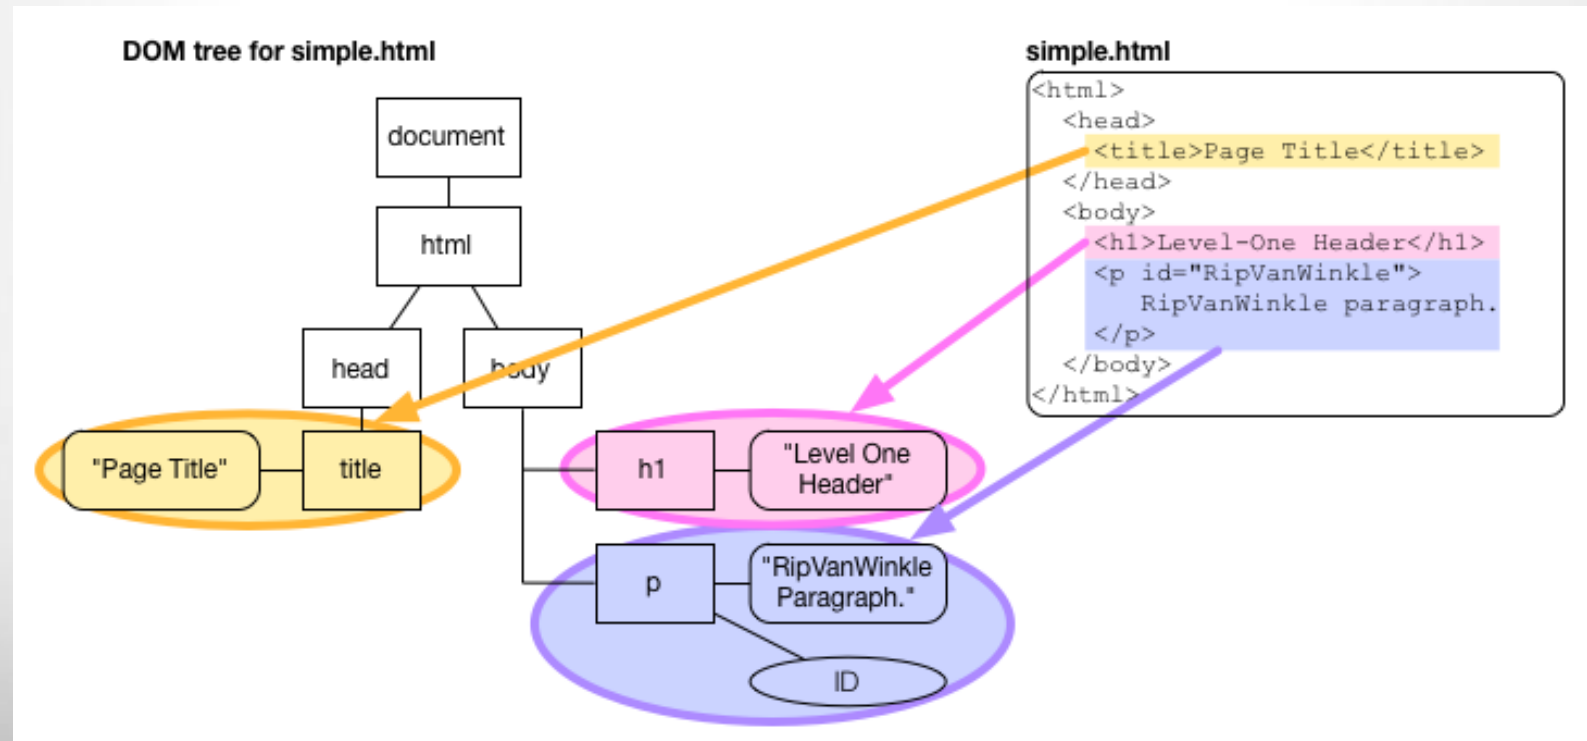 DOM tree for simple.html
document
html
head
body
"Page Title"
title
h1
"Level One
Header"
p
"RipVanWinkle
Paragraph."
ID
simple.html
<html>
  <head>
    <title>Page Title</title>
  </head>
  <body>
    <h1>Level-One Header</h1>
    <p id="RipVanWinkle">
       RipVanWinkle paragraph.
    </p>
  </body>
</html>